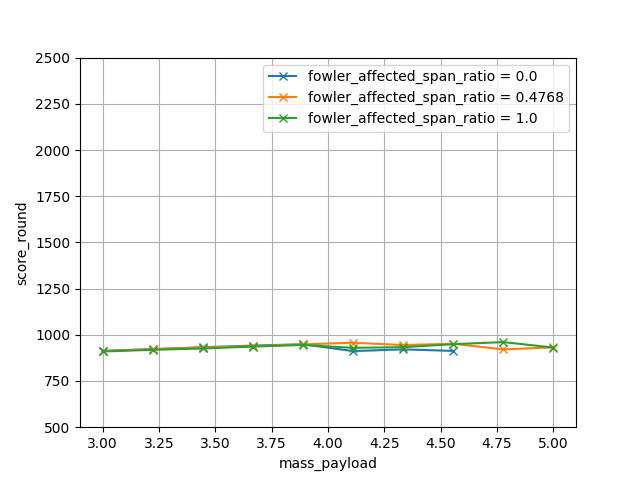 fowler_affected_span_ratio = 0.0
fowler_affected_span_ratio = 0.4768
fowler_affected_span_ratio = 1.0
2500
2250
2000
1750
1500
1250
1000
750
500
score_round
3.00 3.25 3.50 3.75 4.00 4.25 4.50 4.75 5.00
mass_payload